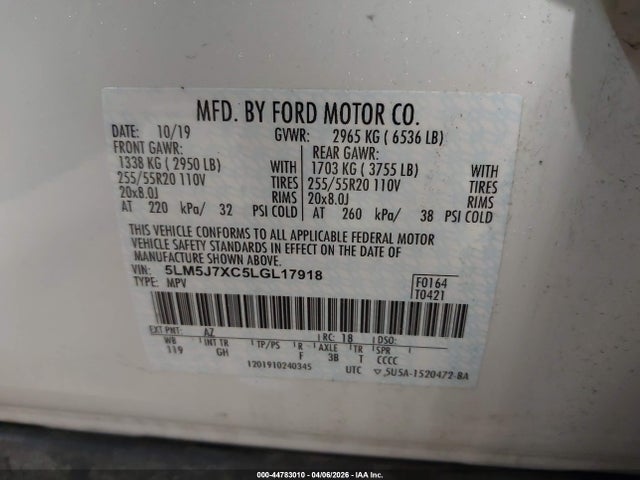 MFD. BY FORD MOTOR CO.
DATE: 10/19 GVWR: 2965 KG ( 6536 LB)
FRONT GAWR: REAR GAWR:
1338 KG ( 2950 LB) WITH 1703 KG ( 3755 LB) WITH
255/55R20 110V TIRES 255/55R20 110V TIRES
20x8.0J RIMS 20x8.0J RIMS
AT 220 kPa/ 32 PSI COLD AT 260 kPa/ 38 PSI COLD
THIS VEHICLE CONFORMS TO ALL APPLICABLE FEDERAL MOTOR
VEHICLE SAFETY STANDARDS IN EFFECT ON THE DATE OF
MANUFACTURE SHOWN ABOVE.
VIN: 5LM5J7XC5LGL17918 F0164
TYPE: MPV T0421
EXT PNT: AZ RC: 18 DSO:
WB INT TR TP/PS R AXLE TR SPR
119 GH F 3B T CCCC
1201910240345 UTC ▽ 5U5A-1520472-BA
000-44783010 | 04/06/2026 | IAA Inc.